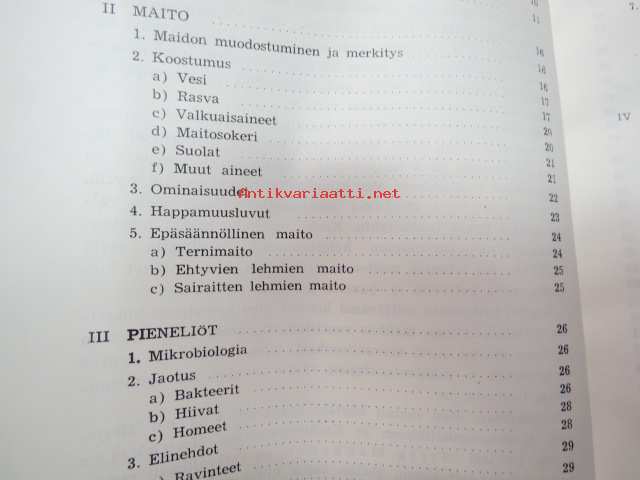 II MAITO 11
1. Maidon muodostuminen ja merkitys 16
2. Koostumus 16
a) Vesi 16
b) Rasva 17
c) Valkuaisaineet 17
d) Maitosokeri 20
e) Suolat 20
f) Muut aineet 21
21
3. Ominaisuudet 22
Antikvariaatti.net
4. Happamuusluvut 23
5. Epäsäännöllinen maito 24
a) Ternimaito 24
b) Ehtyvien lehmien maito 25
c) Sairaitten lehmien maito 25
III PIENELIÖT 26
1. Mikrobiologia 26
2. Jaotus 26
a) Bakteerit 26
b) Hiivat 28
c) Homeet 28
3. Elinehdot 29
a) Ravinteet 29
7.
IV